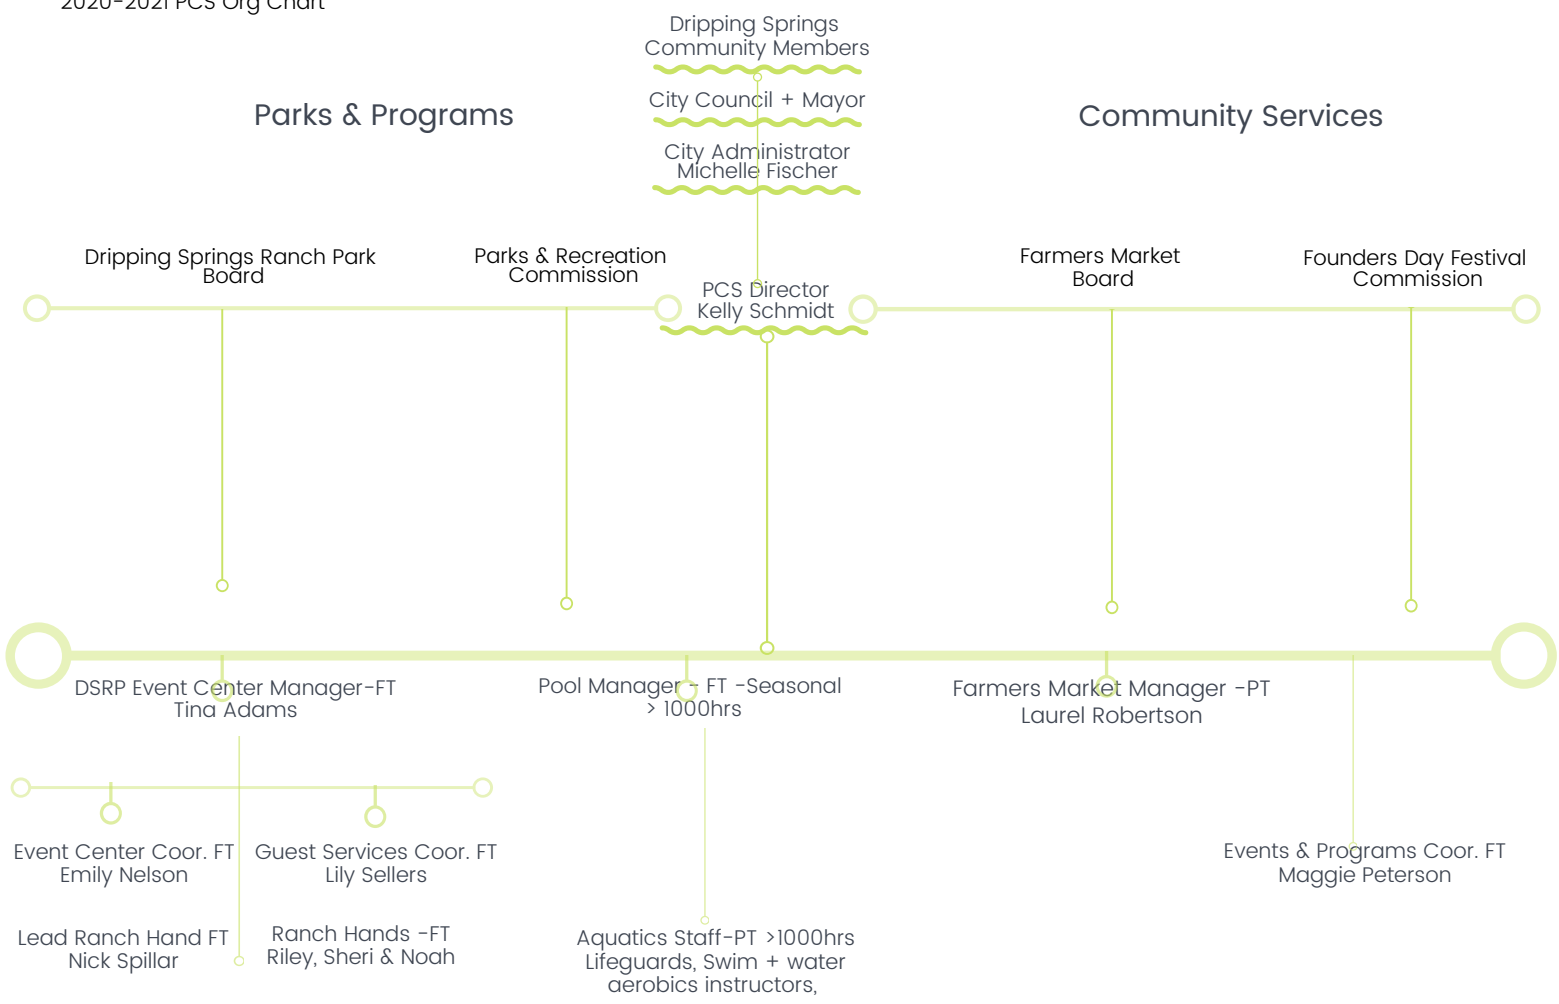 2020-2021 PCS Org Chart
Dripping Springs
Community Members
City Council + Mayor
City Administrator
Michelle Fischer
Parks & Programs
Community Services
Dripping Springs Ranch Park
Board
Parks & Recreation
Commission
PCS Director
Kelly Schmidt
Farmers Market
Board
Founders Day Festival
Commission
DSRP Event Center Manager-FT
Tina Adams
Pool Manager - FT -Seasonal
> 1000hrs
Farmers Market Manager -PT
Laurel Robertson
Event Center Coor. FT
Emily Nelson
Guest Services Coor. FT
Lily Sellers
Events & Programs Coor. FT
Maggie Peterson
Lead Ranch Hand FT
Nick Spillar
Ranch Hands -FT
Riley, Sheri & Noah
Aquatics Staff-PT >1000hrs
Lifeguards, Swim + water
aerobics instructors,